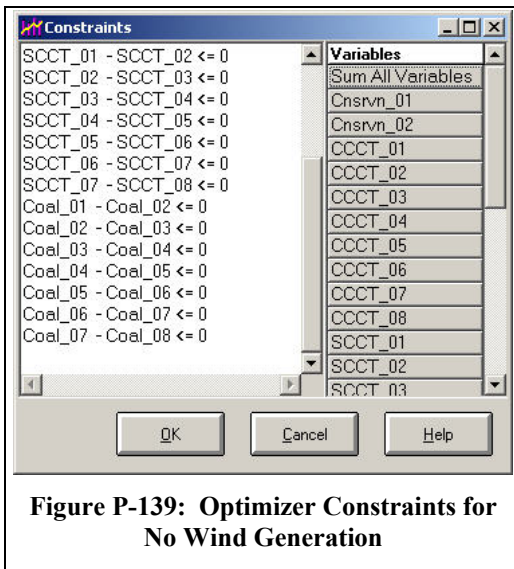 Constraints
SCCT_01 - SCCT_02 <= 0
SCCT_02 - SCCT_03 <= 0
SCCT_03 - SCCT_04 <= 0
SCCT_04 - SCCT_05 <= 0
SCCT_05 - SCCT_06 <= 0
SCCT_06 - SCCT_07 <= 0
SCCT_07 - SCCT_08 <= 0
Coal_01 - Coal_02 <= 0
Coal_02 - Coal_03 <= 0
Coal_03 - Coal_04 <= 0
Coal_04 - Coal_05 <= 0
Coal_05 - Coal_06 <= 0
Coal_06 - Coal_07 <= 0
Coal_07 - Coal_08 <= 0
Variables
Sum All Variables
Cnsrvn_01
Cnsrvn_02
CCCT_01
CCCT_02
CCCT_03
CCCT_04
CCCT_05
CCCT_06
CCCT_07
CCCT_08
SCCT_01
SCCT_02
SCCT_03
OK
Cancel
Help
Figure P-139: Optimizer Constraints for
No Wind Generation